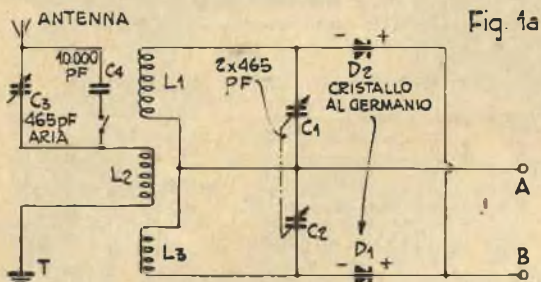 Fig. 1a
ANTENNA
10.000
PF
C4
C3
465pF
ARIA
L1
L2
L3
T
2x465
PF
C1
C2
- +
D2
CRISTALLO
AL GERMANIO
D1
- +
A
B